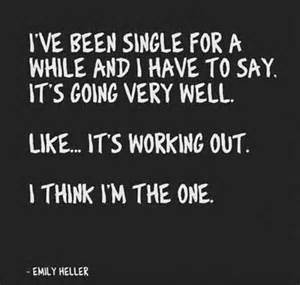 I'VE BEEN SINGLE FOR A
WHILE AND I HAVE TO SAY.
IT'S GOING VERY WELL.
LIKE... IT'S WORKING OUT.
I THINK I'M THE ONE.
- EMILY HELLER